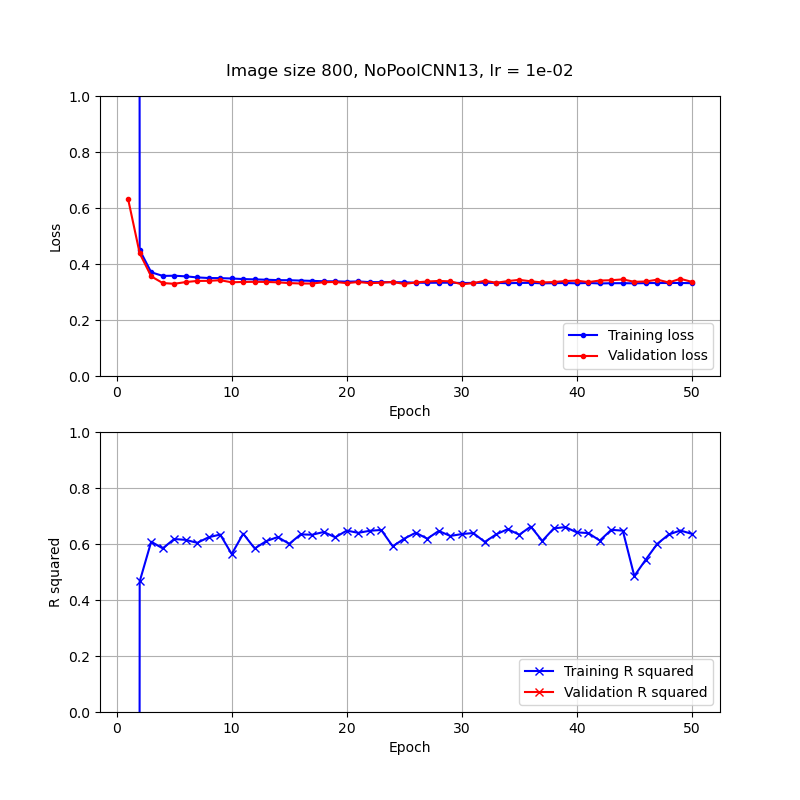 Image size 800, NoPoolCNN13, lr = 1e-02
1.0
0.8
0.6
0.4
0.2
0.0
Loss
Training loss
Validation loss
0 10 20 30 40 50
Epoch
1.0
0.8
0.6
0.4
0.2
0.0
R squared
Training R squared
Validation R squared
0 10 20 30 40 50
Epoch